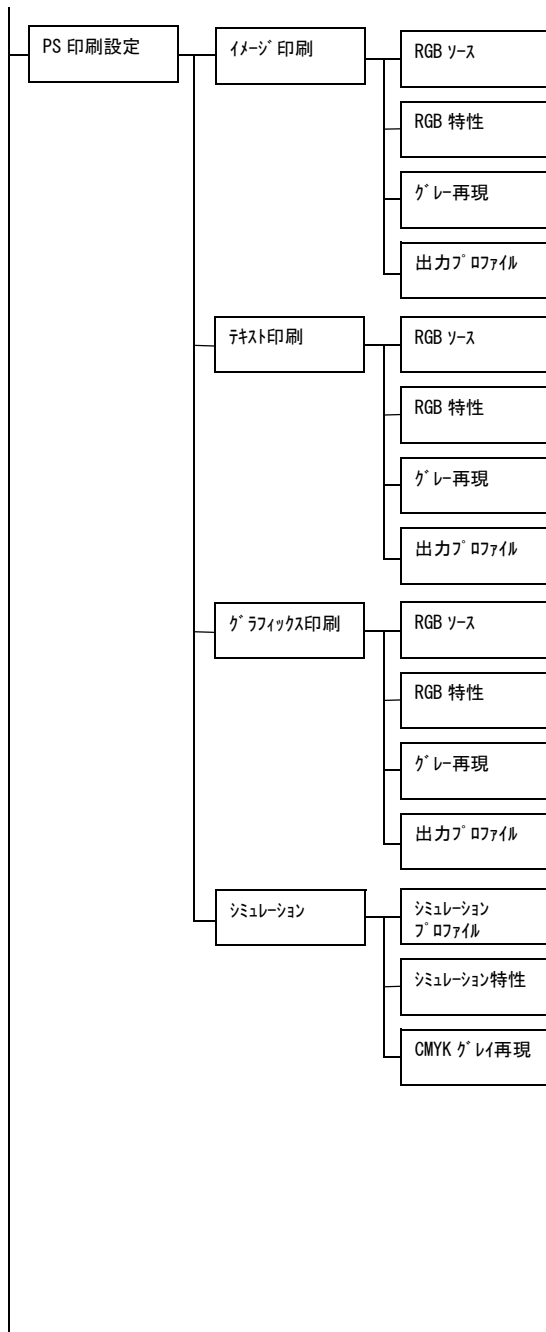 PS 印刷設定
ｲﾒｰｼﾞ印刷
RGB ｿｰｽ
RGB 特性
ｸﾞﾚｰ再現
出力ﾌﾟﾛﾌｧｲﾙ
ﾃｷｽﾄ印刷
RGB ｿｰｽ
RGB 特性
ｸﾞﾚｰ再現
出力ﾌﾟﾛﾌｧｲﾙ
ｸﾞﾗﾌｨｯｸｽ印刷
RGB ｿｰｽ
RGB 特性
ｸﾞﾚｰ再現
出力ﾌﾟﾛﾌｧｲﾙ
ｼﾐｭﾚｰｼｮﾝ
ｼﾐｭﾚｰｼｮﾝ
ﾌﾟﾛﾌｧｲﾙ
ｼﾐｭﾚｰｼｮﾝ特性
CMYK ｸﾞﾚｲ再現